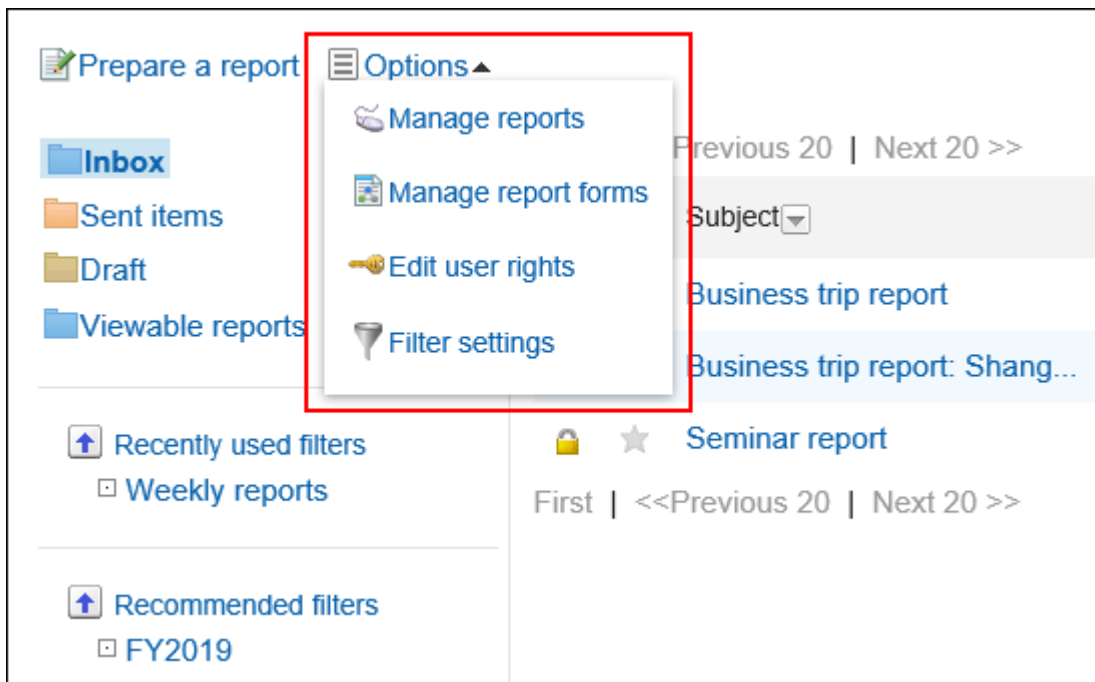 Prepare a report
Options
Manage reports
Manage report forms
Edit user rights
Filter settings
Inbox
Sent items
Draft
Viewable reports
Recently used filters
Weekly reports
Recommended filters
FY2019
Previous 20 | Next 20 >>
Subject
Business trip report
Business trip report: Shang...
Seminar report
First | <<Previous 20 | Next 20 >>